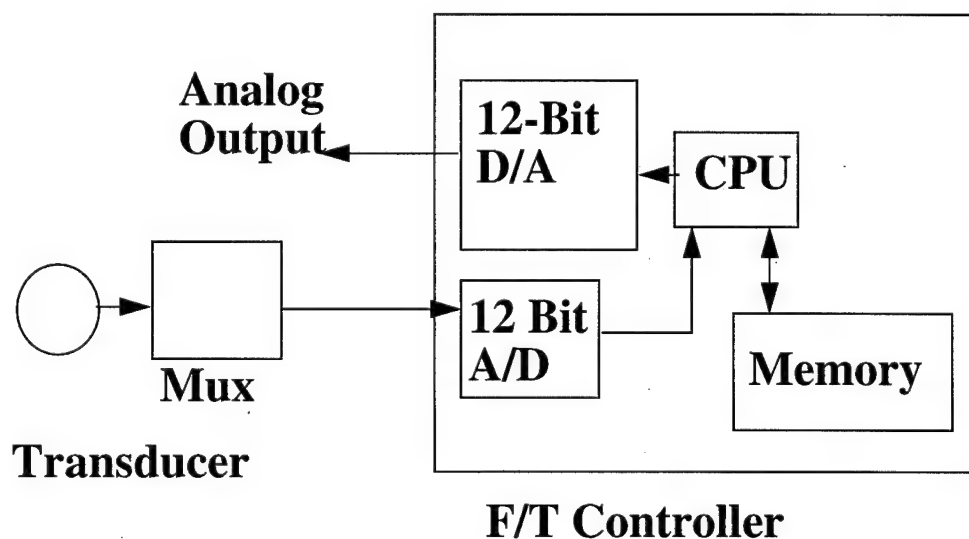 Analog
Output
12-Bit
D/A
CPU
12 Bit
A/D
Memory
Mux
Transducer
F/T Controller